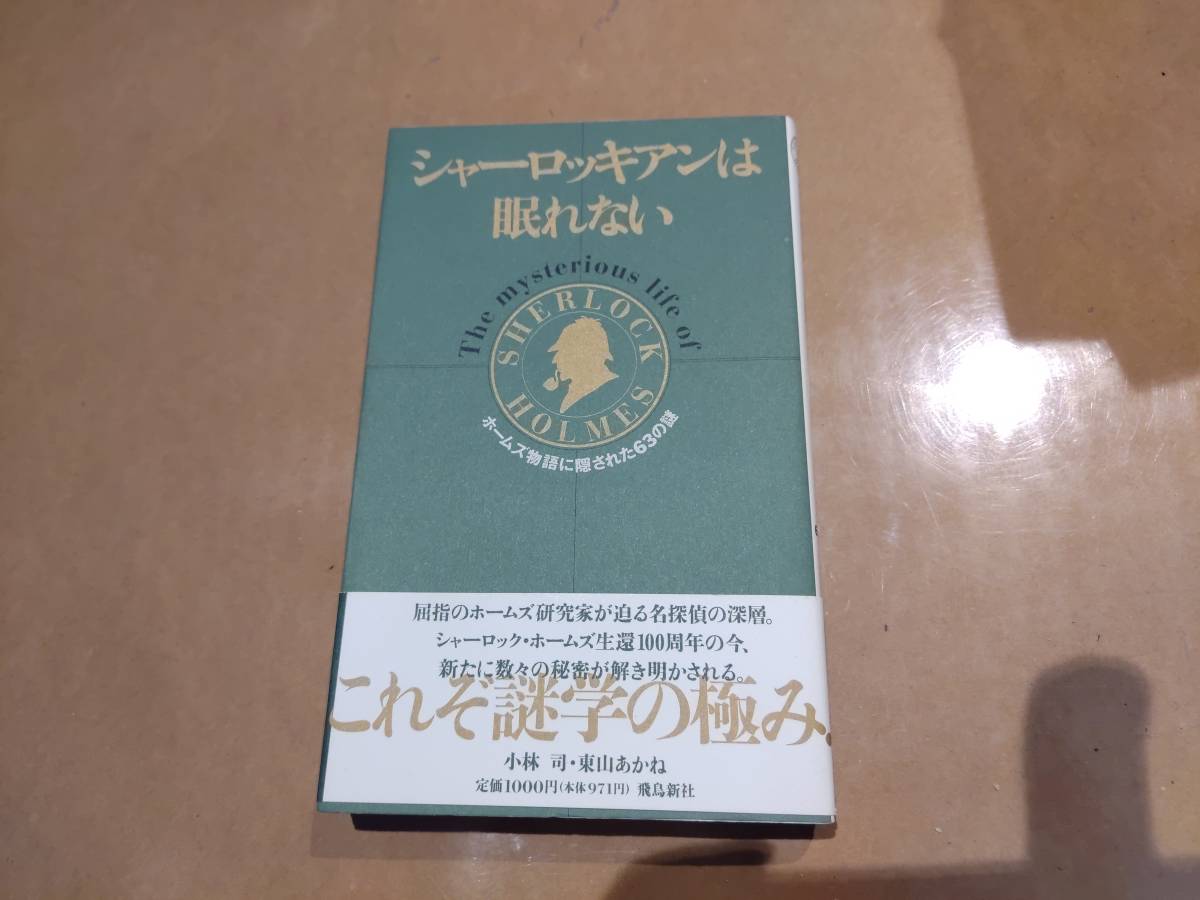 シャーロッキアンは
眠れない
The mysterious life of
SHERLOCK
HOLMES
ホームズ物語に隠された63の謎
屈指のホームズ研究家が迫る名探偵の深層。
シャーロック・ホームズ生還100周年の今、
新たに数々の秘密が解き明かされる。
これぞ謎学の極み。
小林 司・東山あかね
定価1000円(本体971円) 飛鳥新社